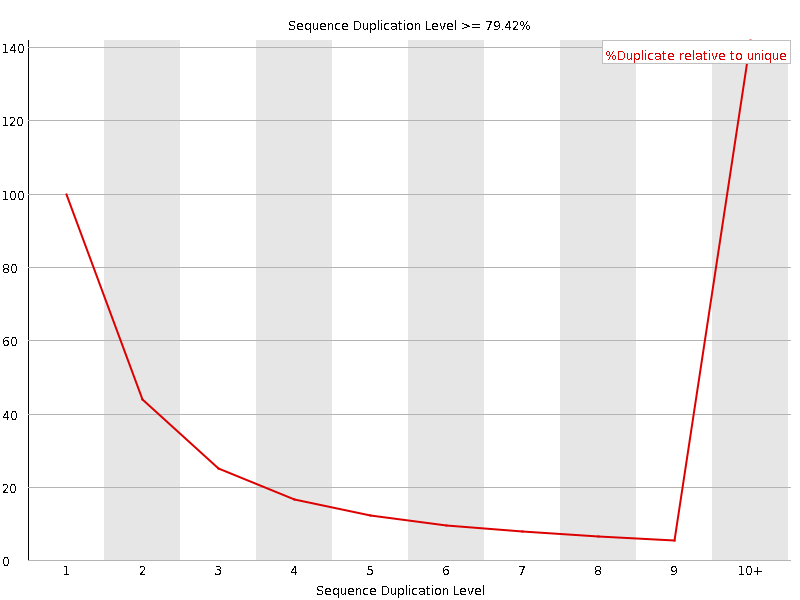 Sequence Duplication Level >= 79.42%
%Duplicate relative to unique
140
120
100
80
60
40
20
0
1 2 3 4 5 6 7 8 9 10+
Sequence Duplication Level